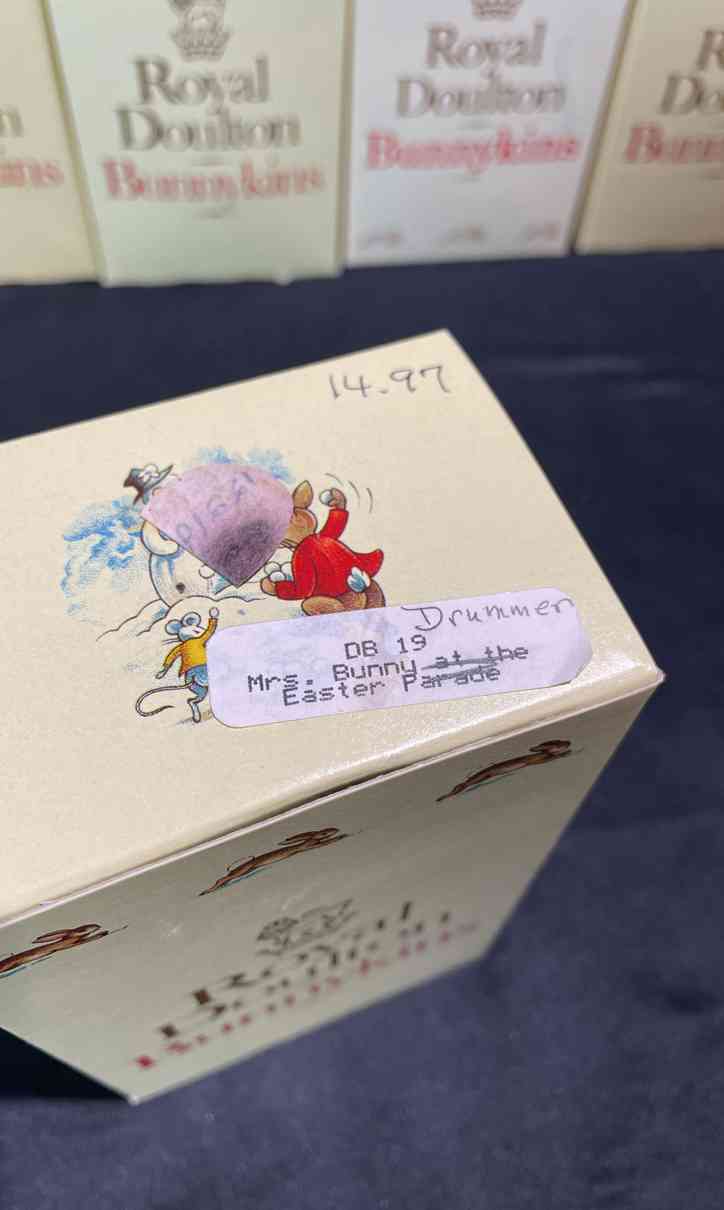 Royal
Doulton
Bunnykins
Royal
Doulton
Bunnykins
14.97
Drummer
DB 19
Mrs. Bunny at the
Easter Parade
Royal
Doulton
Bunnykins